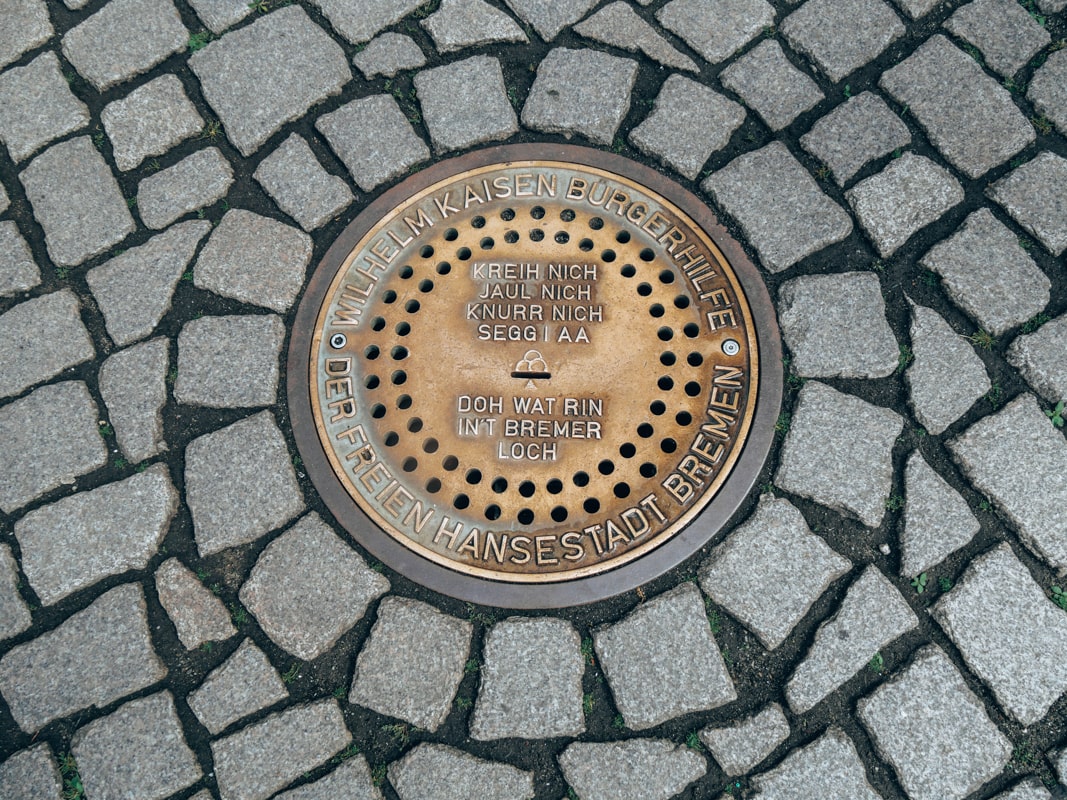 WILHELM KAISEN BÜRGERHILFE
KREIH NICH
JAUL NICH
KNURR NICH
SEGG I A A
DOH WAT RIN
IN'T BREMER
LOCH
DER FREIEN HANSESTADT BREMEN